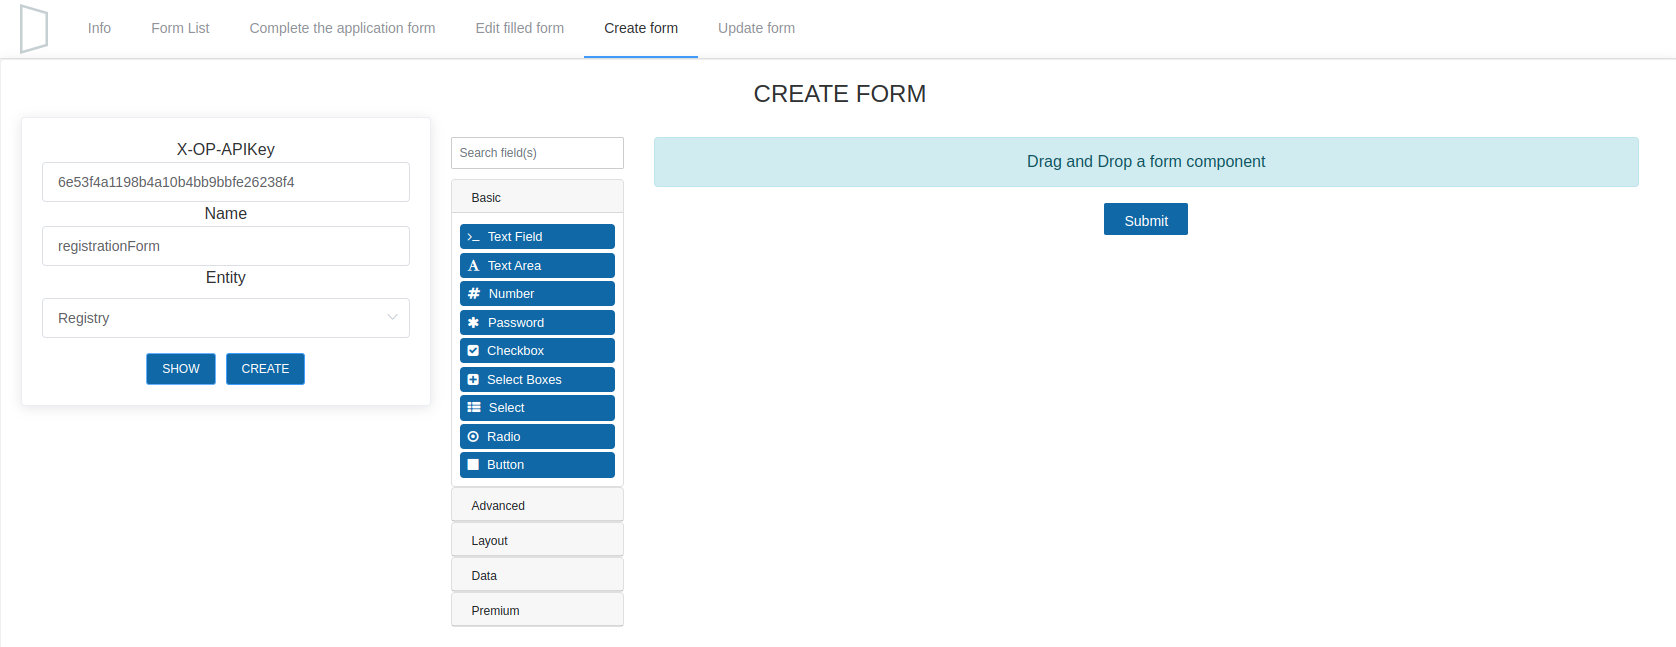 Info
Form List
Complete the application form
Edit filled form
Create form
Update form
CREATE FORM
X-OP-APIKey
6e53f4a1198b4a10b4bb9bbfe26238f4
Name
registrationForm
Entity
Registry
SHOW
CREATE
Search field(s)
Basic
Text Field
Text Area
Number
Password
Checkbox
Select Boxes
Select
Radio
Button
Advanced
Layout
Data
Premium
Drag and Drop a form component
Submit